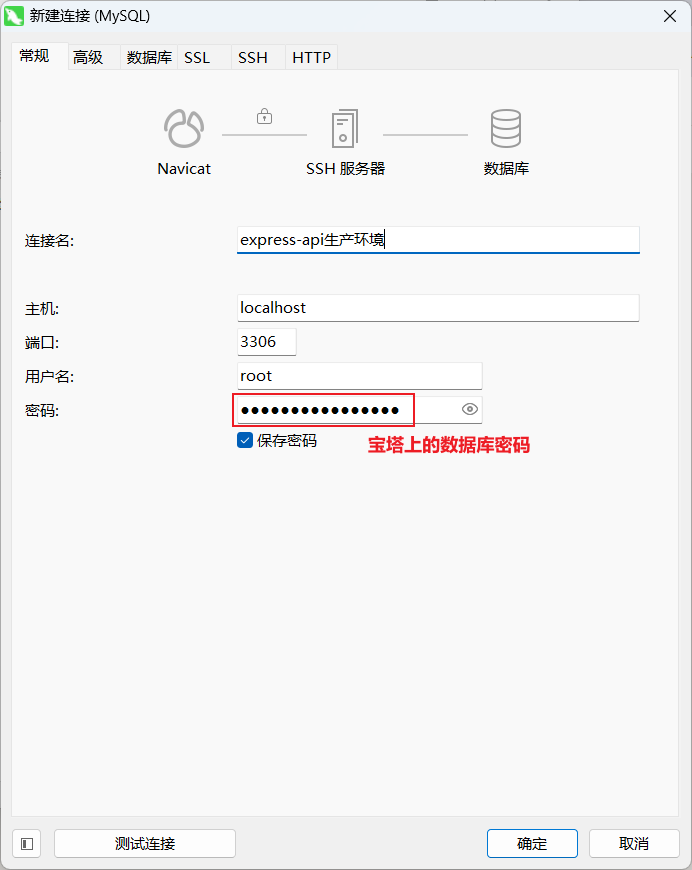 新建连接 (MySQL)
常规 高级 数据库 SSL SSH HTTP
Navicat SSH 服务器 数据库
连接名: express-api生产环境
主机: localhost
端口: 3306
用户名: root
密码: ●●●●●●●●●●●●●●●●
保存密码
宝塔上的数据库密码
测试连接 确定 取消